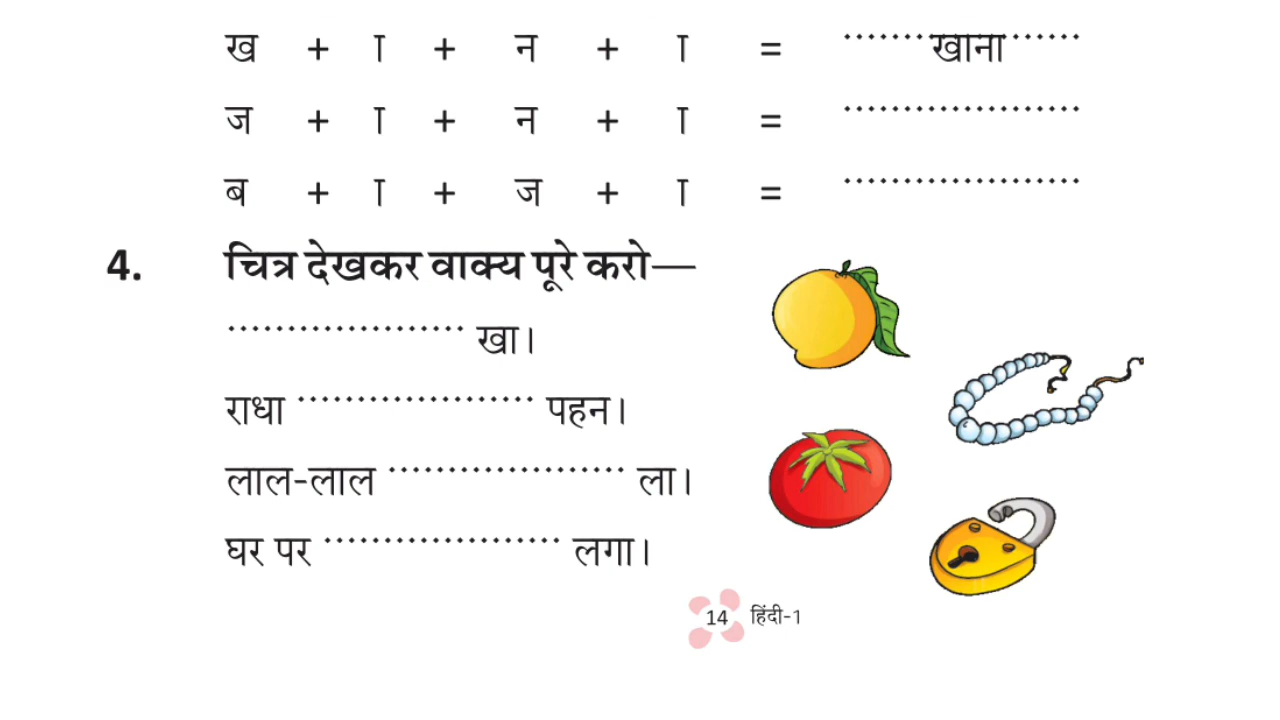 ख + ा + न + ा = ....... खाना .......
ज + ा + न + ा = ....................
ब + ा + ज + ा = ....................
4. चित्र देखकर वाक्य पूरे करो—
.................... खा।
राधा .................... पहन।
लाल-लाल .................... ला।
घर पर .................... लगा।
14 हिंदी-1